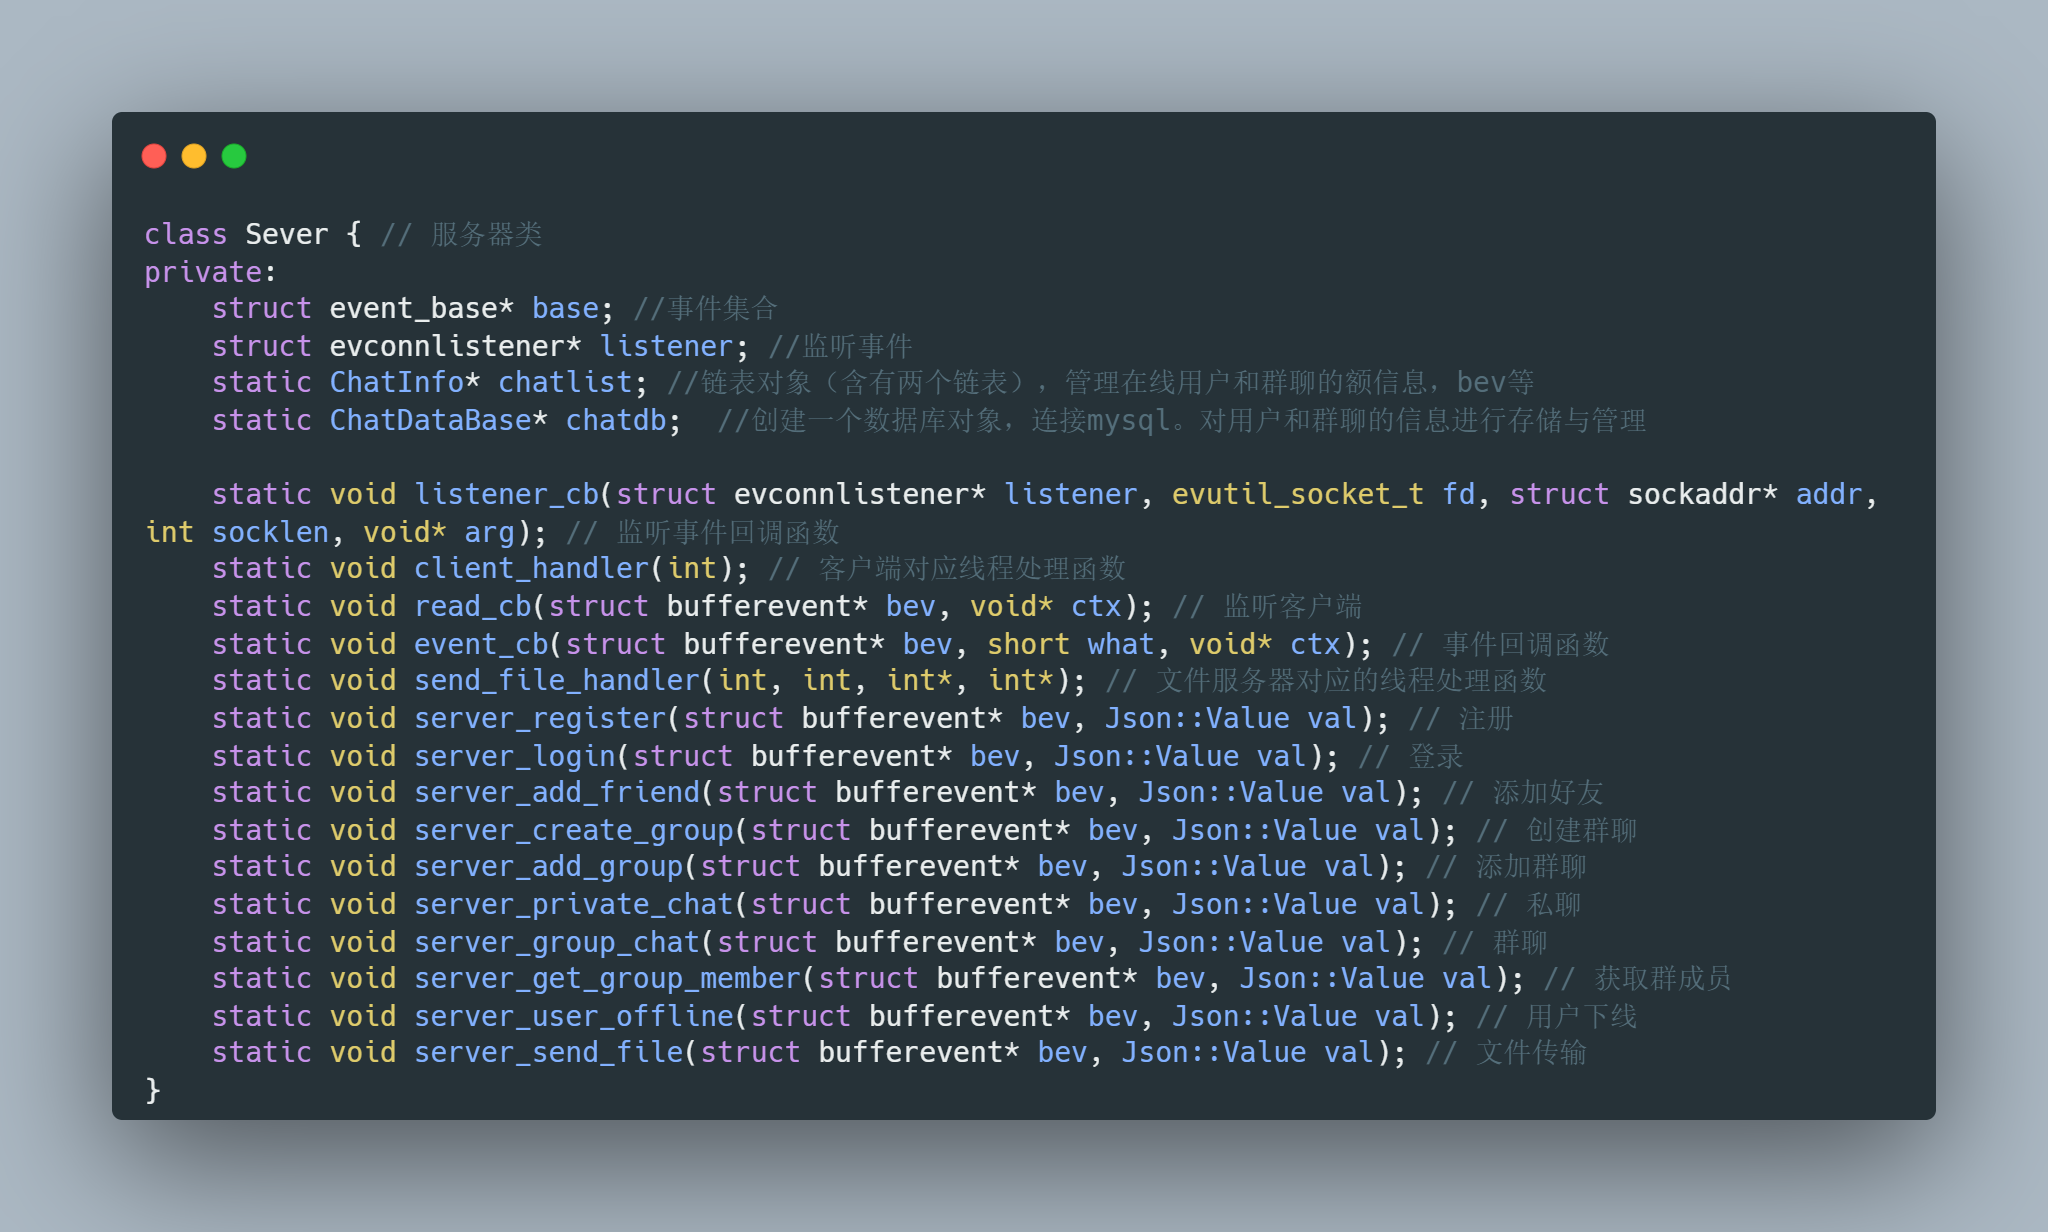 class Sever { // 服务器类
private:
    struct event_base* base; //事件集合
    struct evconnlistener* listener; //监听事件
    static ChatInfo* chatlist; //链表对象（含有两个链表），管理在线用户和群聊的额信息，bev等
    static ChatDataBase* chatdb;  //创建一个数据库对象，连接mysql。对用户和群聊的信息进行存储与管理

    static void listener_cb(struct evconnlistener* listener, evutil_socket_t fd, struct sockaddr* addr,
int socklen, void* arg); // 监听事件回调函数
    static void client_handler(int); // 客户端对应线程处理函数
    static void read_cb(struct bufferevent* bev, void* ctx); // 监听客户端
    static void event_cb(struct bufferevent* bev, short what, void* ctx); // 事件回调函数
    static void send_file_handler(int, int, int*, int*); // 文件服务器对应的线程处理函数
    static void server_register(struct bufferevent* bev, Json::Value val); // 注册
    static void server_login(struct bufferevent* bev, Json::Value val); // 登录
    static void server_add_friend(struct bufferevent* bev, Json::Value val); // 添加好友
    static void server_create_group(struct bufferevent* bev, Json::Value val); // 创建群聊
    static void server_add_group(struct bufferevent* bev, Json::Value val); // 添加群聊
    static void server_private_chat(struct bufferevent* bev, Json::Value val); // 私聊
    static void server_group_chat(struct bufferevent* bev, Json::Value val); // 群聊
    static void server_get_group_member(struct bufferevent* bev, Json::Value val); // 获取群成员
    static void server_user_offline(struct bufferevent* bev, Json::Value val); // 用户下线
    static void server_send_file(struct bufferevent* bev, Json::Value val); // 文件传输
}